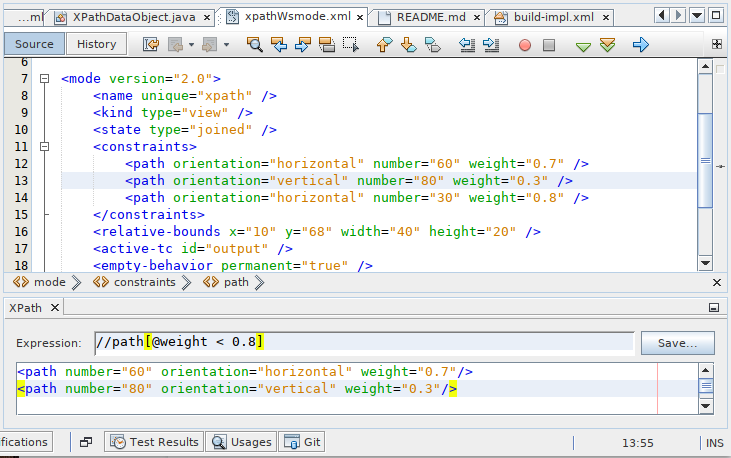 ...ml XPathDataObject.java xpathWsmode.xml README.md build-impl.xml
Source History
6
7 <mode version="2.0">
8 <name unique="xpath" />
9 <kind type="view" />
10 <state type="joined" />
11 <constraints>
12 <path orientation="horizontal" number="60" weight="0.7" />
13 <path orientation="vertical" number="80" weight="0.3" />
14 <path orientation="horizontal" number="30" weight="0.8" />
15 </constraints>
16 <relative-bounds x="10" y="68" width="40" height="20" />
17 <active-tc id="output" />
18 <empty-behavior permanent="true" />
mode constraints path
XPath
Expression: //path[@weight < 0.8] Save...
<path number="60" orientation="horizontal" weight="0.7"/>
<path number="80" orientation="vertical" weight="0.3"/>
ifications Test Results Usages Git 13:55 INS